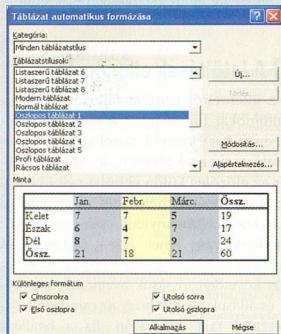 Táblázat automatikus formázása
Kategória:
Minden táblázatstílus
Táblázatstílusok:
Listaszerű táblázat 6
Listaszerű táblázat 7
Listaszerű táblázat 8
Modern táblázat
Normál táblázat
Oszlopos táblázat 1
Oszlopos táblázat 2
Oszlopos táblázat 3
Oszlopos táblázat 4
Oszlopos táblázat 5
Profi táblázat
Rácsos táblázat
Új...
Törlés...
Módosítás...
Alapértelmezés...
Minta
Jan. Febr. Márc. Össz.
Kelet 7 7 5 19
Észak 6 4 7 17
Dél 8 7 9 24
Össz. 21 18 21 60
Különleges formátum
Címsorokra Utolsó sorra
Első oszlopra Utolsó oszlopra
Alkalmazás Mégse